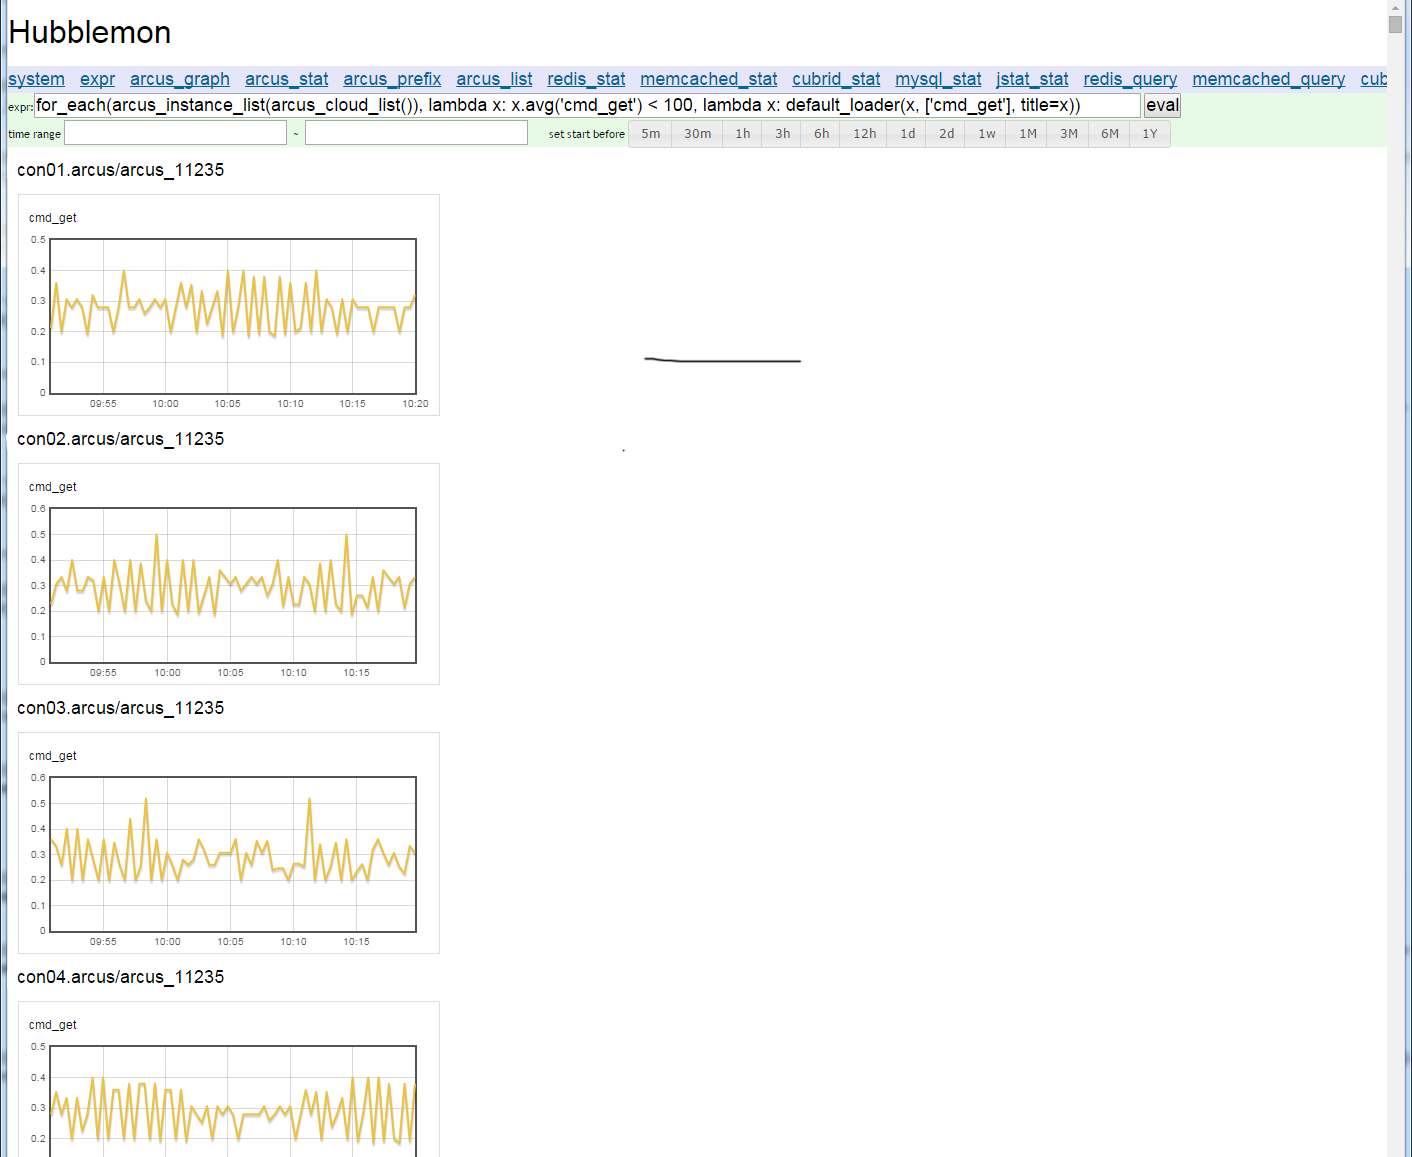 Hubblemon
system expr arcus_graph arcus_stat arcus_prefix arcus_list redis_stat memcached_stat cubrid_stat mysql_stat jstat_stat redis_query memcached_query cub
expr: for_each(arcus_instance_list(arcus_cloud_list()), lambda x: x.avg('cmd_get') < 100, lambda x: default_loader(x, ['cmd_get'], title=x)) eval
time range ~ set start before 5m 30m 1h 3h 6h 12h 1d 2d 1w 1M 3M 6M 1Y
con01.arcus/arcus_11235
cmd_get
0.5
0.4
0.3
0.2
0.1
0
09:55 10:00 10:05 10:10 10:15 10:20
con02.arcus/arcus_11235
cmd_get
0.6
0.5
0.4
0.3
0.2
0.1
0
09:55 10:00 10:05 10:10 10:15
con03.arcus/arcus_11235
cmd_get
0.6
0.5
0.4
0.3
0.2
0.1
0
09:55 10:00 10:05 10:10 10:15
con04.arcus/arcus_11235
cmd_get
0.5
0.4
0.3
0.2